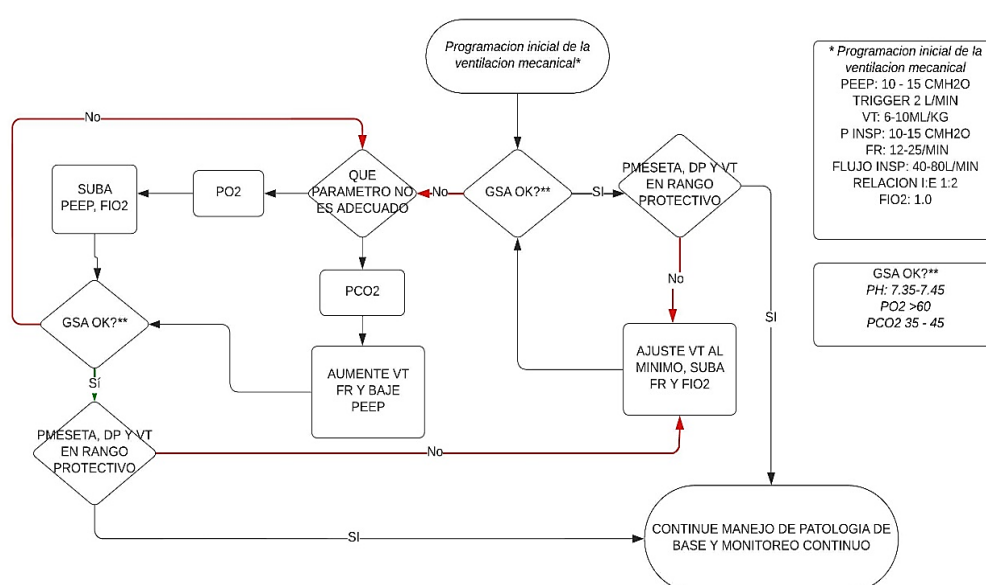 Programacion inicial de la
ventilacion mecanical*
* Programacion inicial de la
ventilacion mecanical
PEEP: 10 - 15 CMH2O
TRIGGER 2 L/MIN
VT: 6-10ML/KG
P INSP: 10-15 CMH2O
FR: 12-25/MIN
FLUJO INSP: 40-80L/MIN
RELACION I:E 1:2
FIO2: 1.0
No
SUBA
PEEP, FIO2
PO2
QUE
PARAMETRO NO
ES ADECUADO
No
GSA OK?**
SI
PMESETA, DP Y VT
EN RANGO
PROTECTIVO
No
SI
GSA OK?**
PH: 7.35-7.45
PO2 >60
PCO2 35 - 45
PCO2
GSA OK?**
AUMENTE VT
FR Y BAJE
PEEP
AJUSTE VT AL
MINIMO, SUBA
FR Y FIO2
Sí
PMESETA, DP Y VT
EN RANGO
PROTECTIVO
No
SI
CONTINUE MANEJO DE PATOLOGIA DE
BASE Y MONITOREO CONTINUO